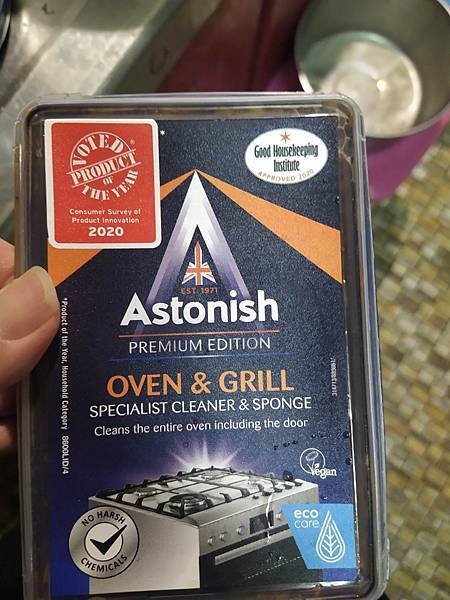 VOTED
PRODUCT
OF
THE YEAR
Consumer Survey of
Product Innovation
2020
Good Housekeeping
Institute
APPROVED 2020
EST. 1971
Astonish
PREMIUM EDITION
OVEN & GRILL
SPECIALIST CLEANER & SPONGE
Cleans the entire oven including the door
*Product of the Year, Household Category 8600LID/4
Vegan
eco
care
NO HARSH
CHEMICALS